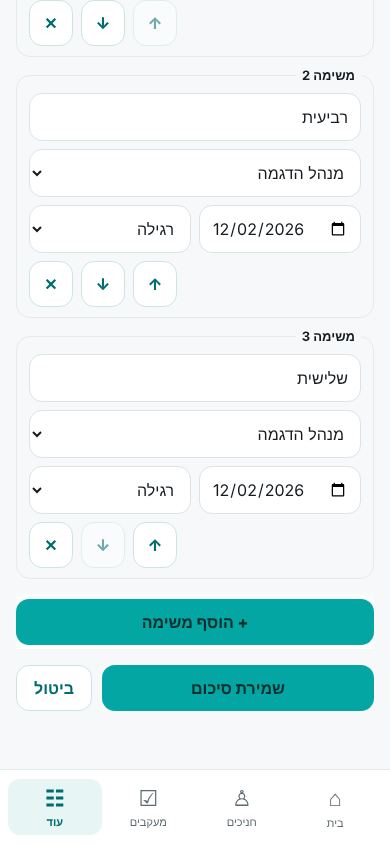 משימה 2
רביעית
מנהל הדגמה
12/02/2026 רגילה
משימה 3
שלישית
מנהל הדגמה
12/02/2026 רגילה
+ הוסף משימה
שמירת סיכום ביטול
בית חניכים מעקבים עוד